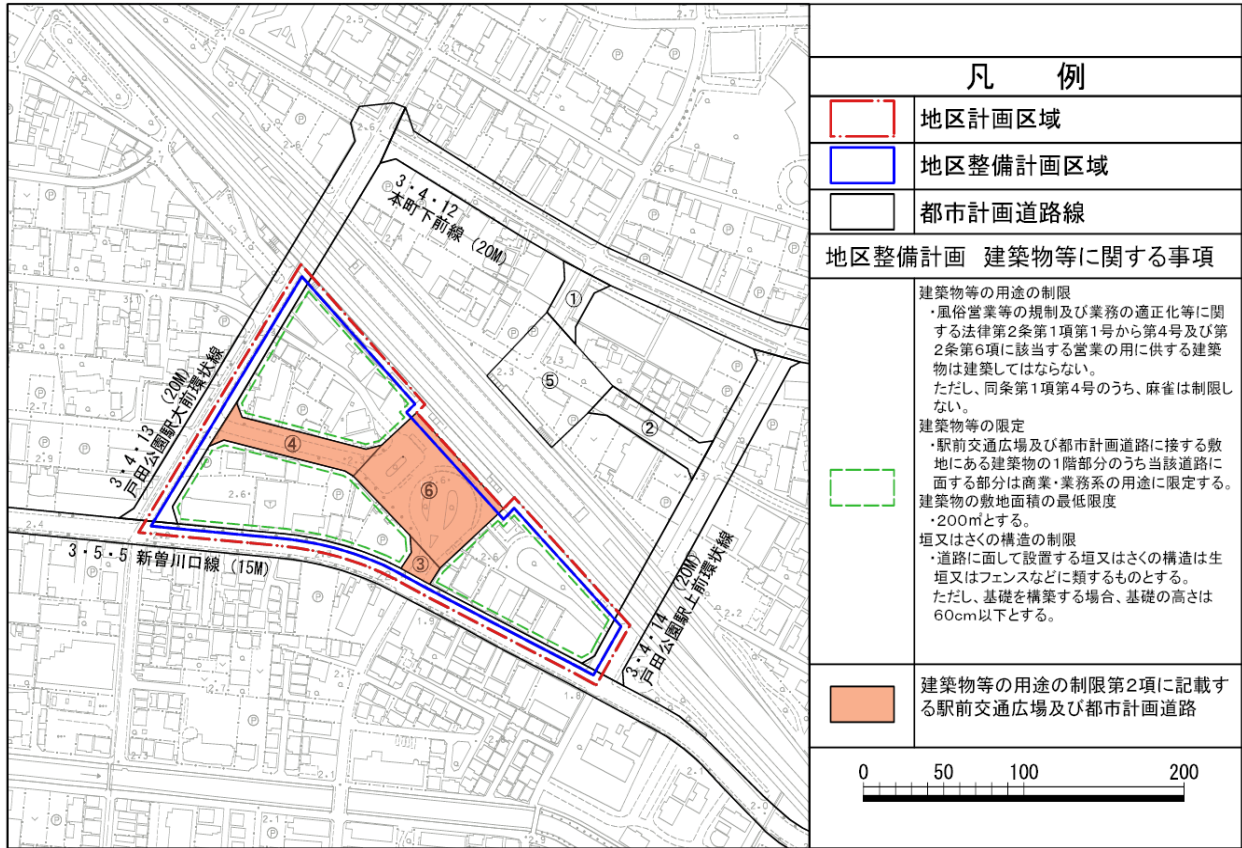 3・4・12
本町下前線 (20M)
①
⑤
②
3・4・13 (20M)
戸田公園駅大前環状線
④
⑥
③
3・5・5 新曽川口線 (15M)
3・4・14 (20M)
戸田公園駅上前環状線
凡 例
地区計画区域
地区整備計画区域
都市計画道路線
地区整備計画 建築物等に関する事項
建築物等の用途の制限
・風俗営業等の規制及び業務の適正化等に関
する法律第2条第1項第1号から第4号及び第
2条第6項に該当する営業の用に供する建築
物は建築してはならない。
ただし、同条第1項第4号のうち、麻雀は制限し
ない。
建築物等の限定
・駅前交通広場及び都市計画道路に接する敷
地にある建築物の1階部分のうち当該道路に
面する部分は商業・業務系の用途に限定する。
建築物の敷地面積の最低限度
・200㎡とする。
垣又はさくの構造の制限
・道路に面して設置する垣又はさくの構造は生
垣又はフェンスなどに類するものとする。
ただし、基礎を構築する場合、基礎の高さは
60cm以下とする。
建築物等の用途の制限第2項に記載す
る駅前交通広場及び都市計画道路
0 50 100 200